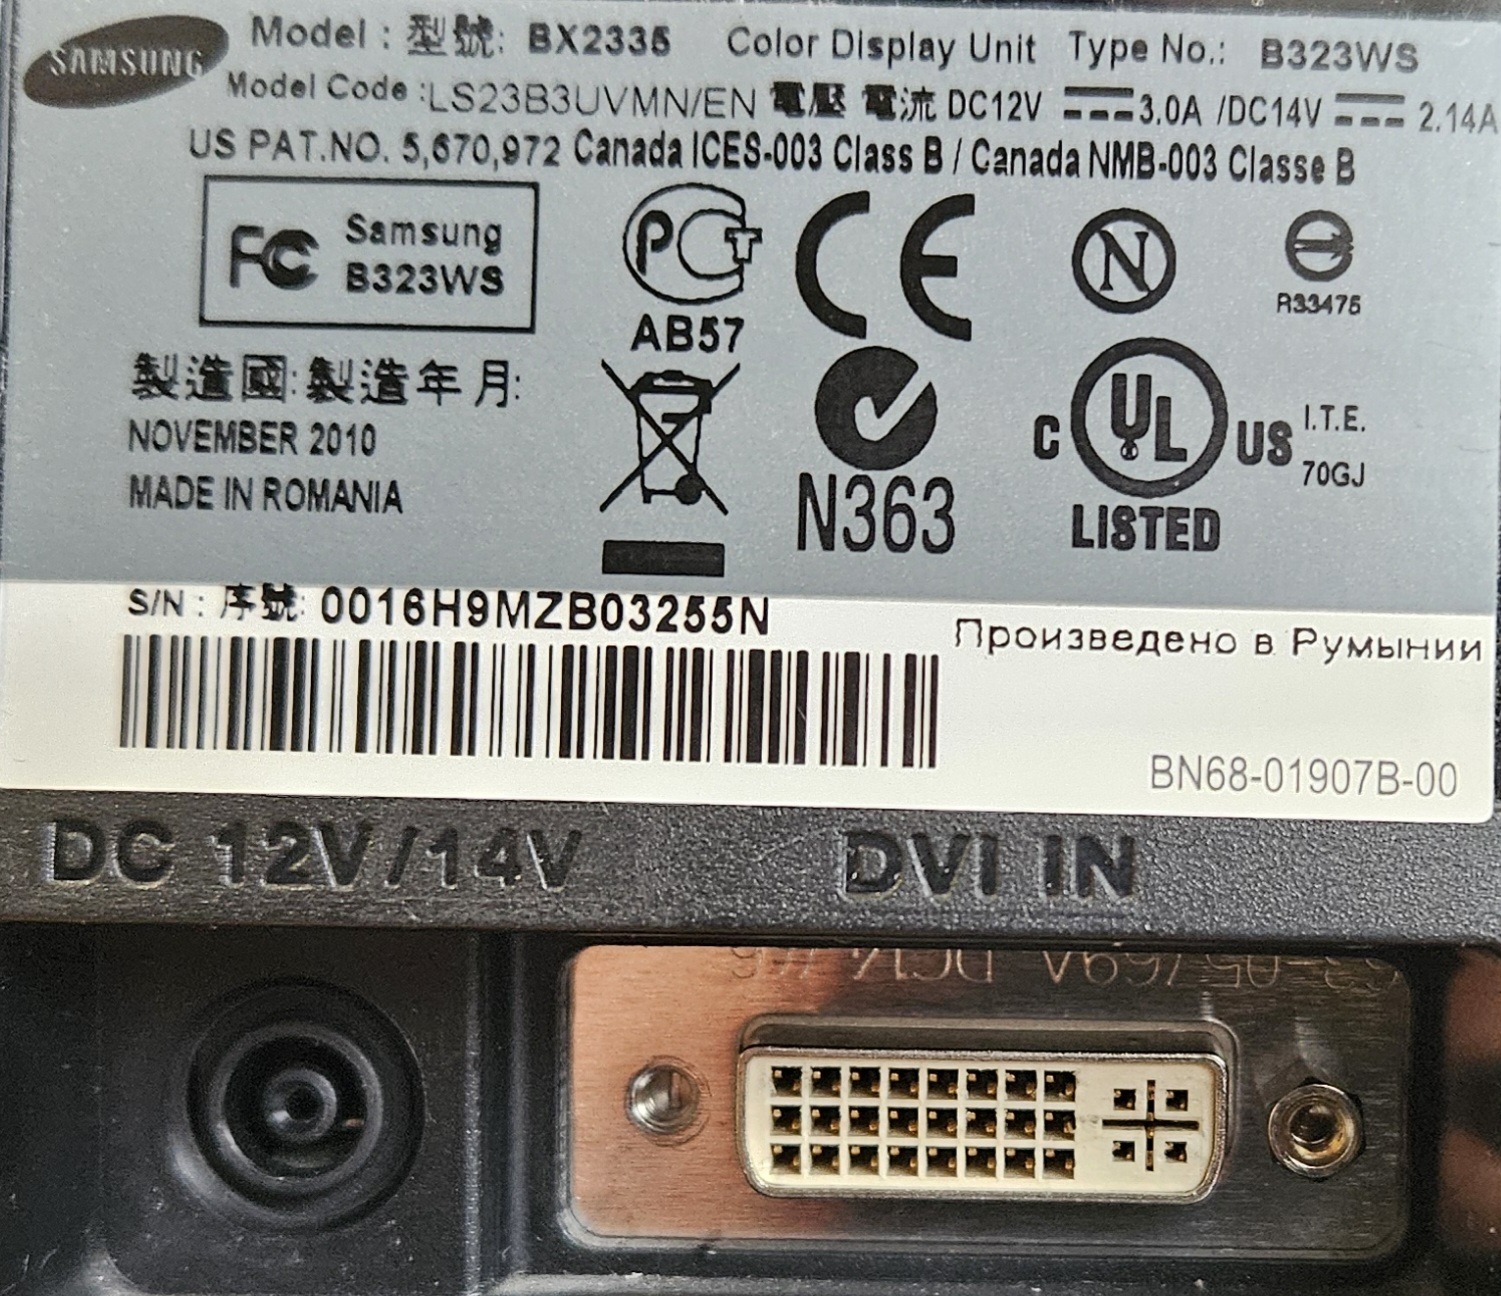 SAMSUNG Model : 型號: BX2335 Color Display Unit Type No.: B323WS
Model Code :LS23B3UVMN/EN 電壓 電流 DC12V 3.0A /DC14V 2.14A
US PAT.NO. 5,670,972 Canada ICES-003 Class B / Canada NMB-003 Classe B
FC Samsung
B323WS
PCT
AB57
CE
N
R33475
製造國: 製造年月:
NOVEMBER 2010
MADE IN ROMANIA
N363
C UL US
LISTED
I.T.E.
70GJ
S/N : 序號: 0016H9MZB03255N
Произведено в Румынии
BN68-01907B-00
DC 12V/14V DVI IN